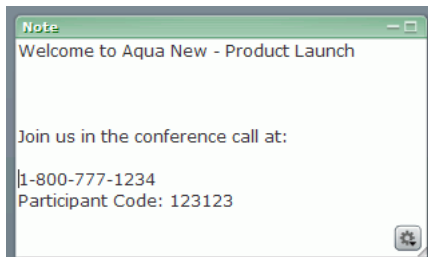 Note
Welcome to Aqua New - Product Launch
Join us in the conference call at:
1-800-777-1234
Participant Code: 123123